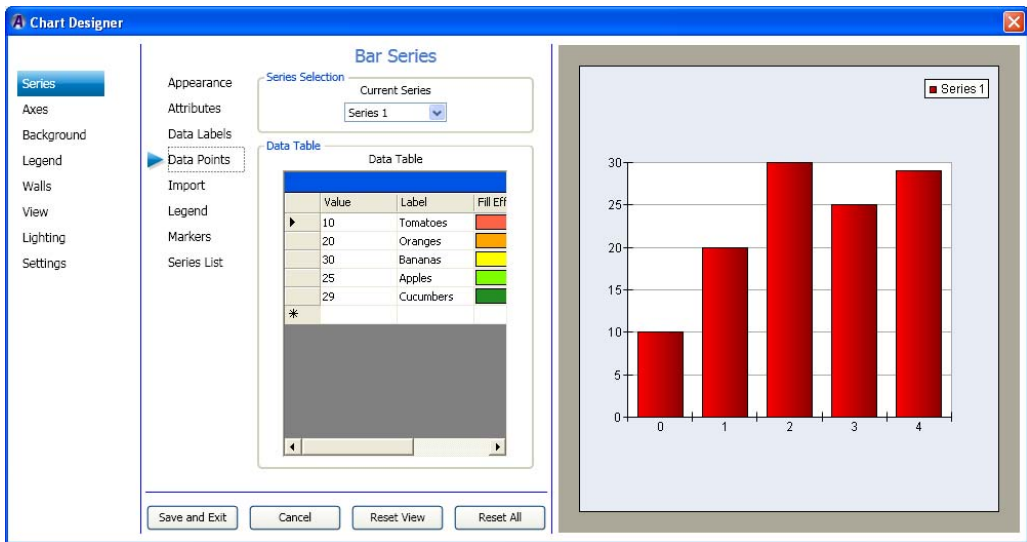 Chart Designer
Series
Axes
Background
Legend
Walls
View
Lighting
Settings
Appearance
Attributes
Data Labels
Data Points
Import
Legend
Markers
Series List
Bar Series
Series Selection
Current Series
Series 1
Data Table
Data Table
Value Label Fill Eff
10 Tomatoes
20 Oranges
30 Bananas
25 Apples
29 Cucumbers
Save and Exit Cancel Reset View Reset All
Series 1
30
25
20
15
10
5
0
0 1 2 3 4